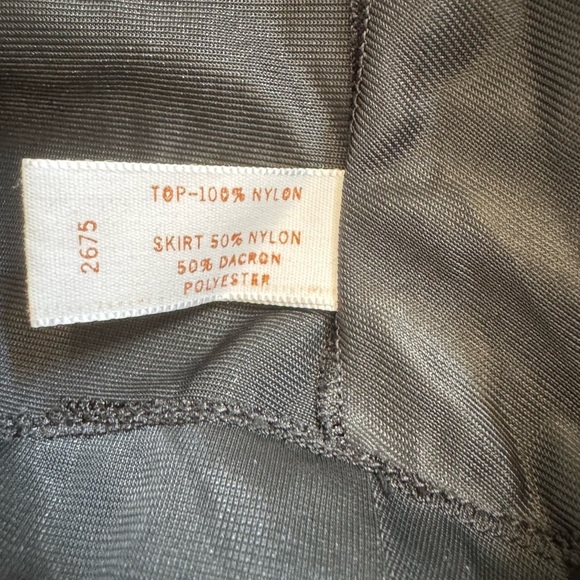 TOP-100% NYLON
SKIRT 50% NYLON
50% DACRON
POLYESTER
2675